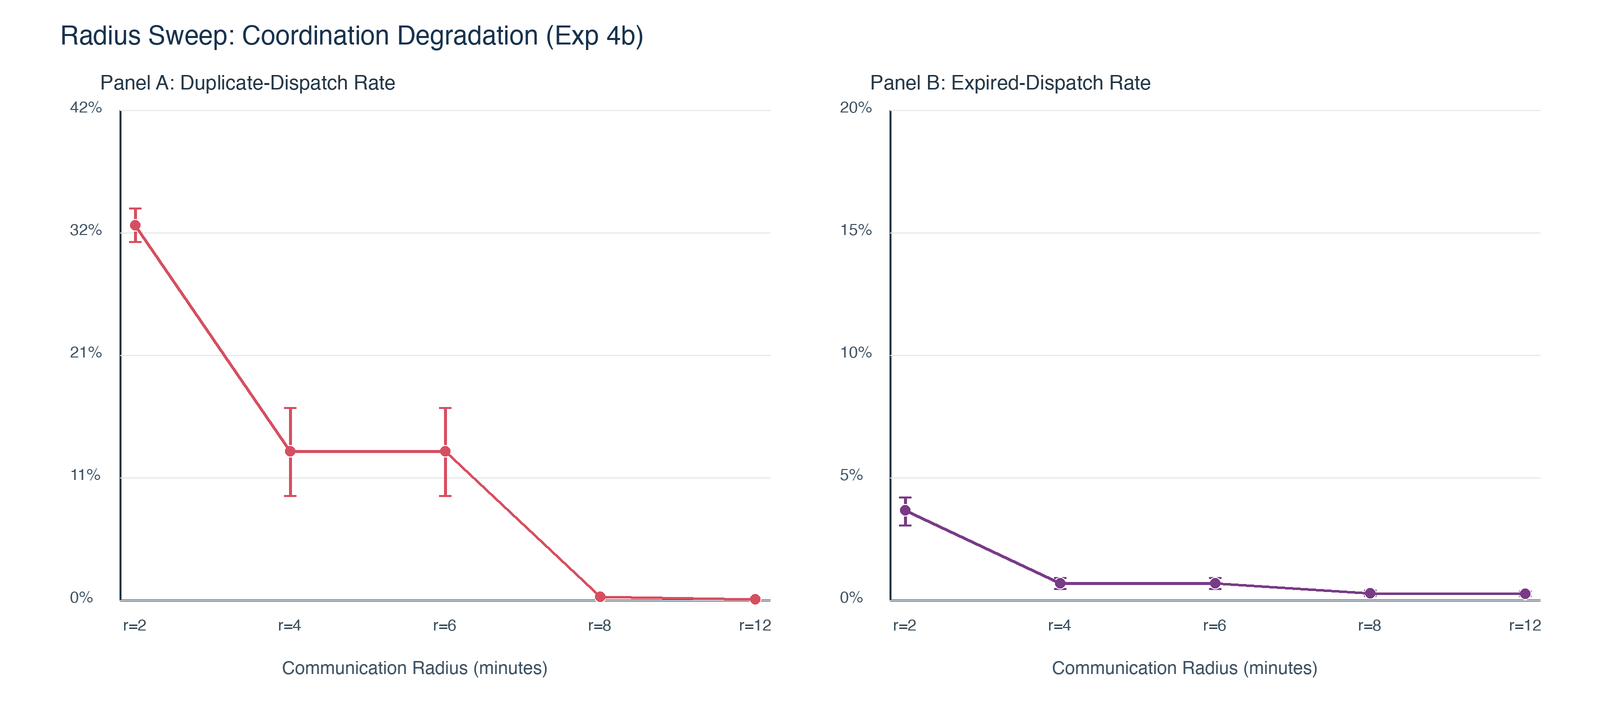 Radius Sweep: Coordination Degradation (Exp 4b)
Panel A: Duplicate-Dispatch Rate
42%
32%
21%
11%
0%
r=2 r=4 r=6 r=8 r=12
Communication Radius (minutes)
Panel B: Expired-Dispatch Rate
20%
15%
10%
5%
0%
r=2 r=4 r=6 r=8 r=12
Communication Radius (minutes)